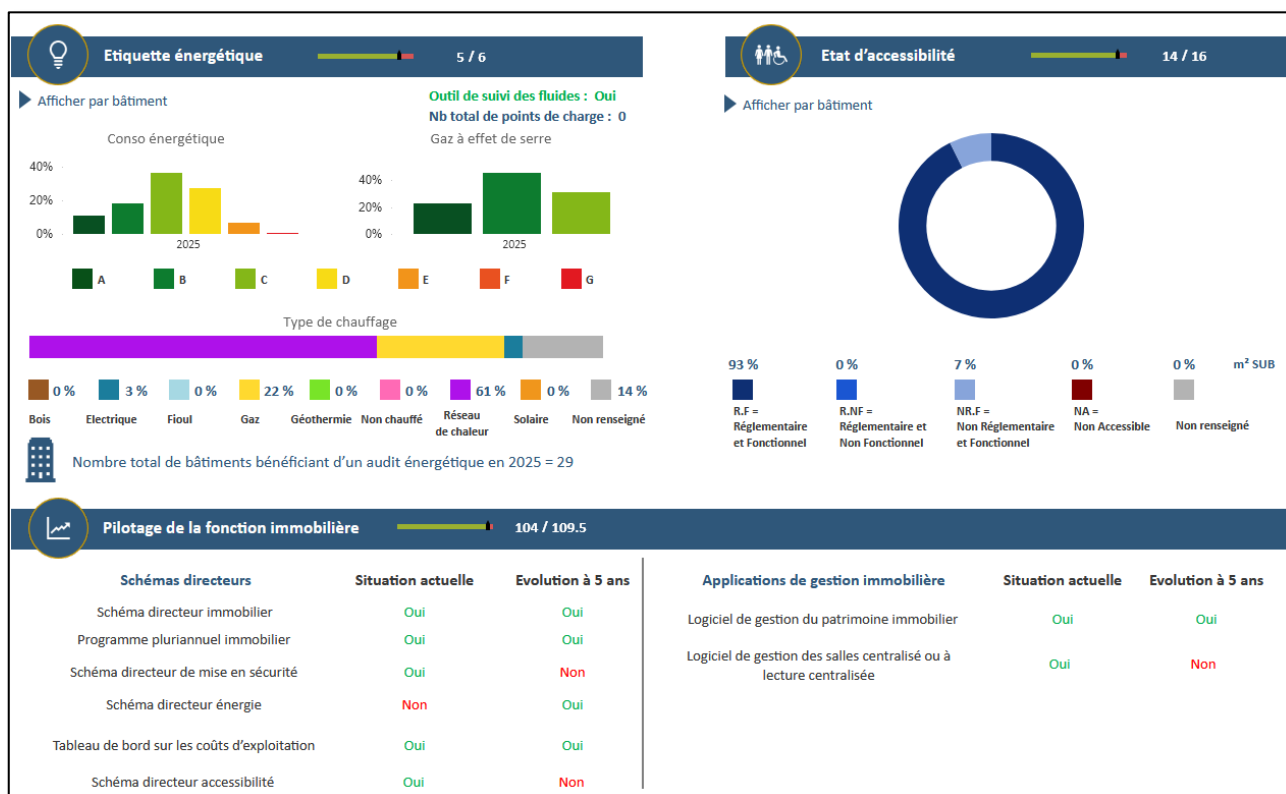 Etiquette énergétique 5 / 6
Afficher par bâtiment
Outil de suivi des fluides : Oui
Nb total de points de charge : 0
Conso énergétique
40%
20%
0%
2025
Gaz à effet de serre
40%
20%
0%
2025
A B C D E F G
Type de chauffage
0 % 3 % 0 % 22 % 0 % 0 % 61 % 0 % 14 %
Bois Electrique Fioul Gaz Géothermie Non chauffé Réseau de chaleur Solaire Non renseigné
Nombre total de bâtiments bénéficiant d'un audit énergétique en 2025 = 29
Etat d'accessibilité 14 / 16
Afficher par bâtiment
93 % 0 % 7 % 0 % 0 % m² SUB
R.F =
Réglementaire
et Fonctionnel
R.NF =
Réglementaire et
Non Fonctionnel
NR.F =
Non Réglementaire
et Fonctionnel
NA =
Non Accessible
Non renseigné
Pilotage de la fonction immobilière 104 / 109.5
Schémas directeurs Situation actuelle Evolution à 5 ans
Schéma directeur immobilier Oui Oui
Programme pluriannuel immobilier Oui Oui
Schéma directeur de mise en sécurité Oui Non
Schéma directeur énergie Non Oui
Tableau de bord sur les coûts d'exploitation Oui Oui
Schéma directeur accessibilité Oui Non
Applications de gestion immobilière Situation actuelle Evolution à 5 ans
Logiciel de gestion du patrimoine immobilier Oui Oui
Logiciel de gestion des salles centralisé ou à
lecture centralisée Oui Non